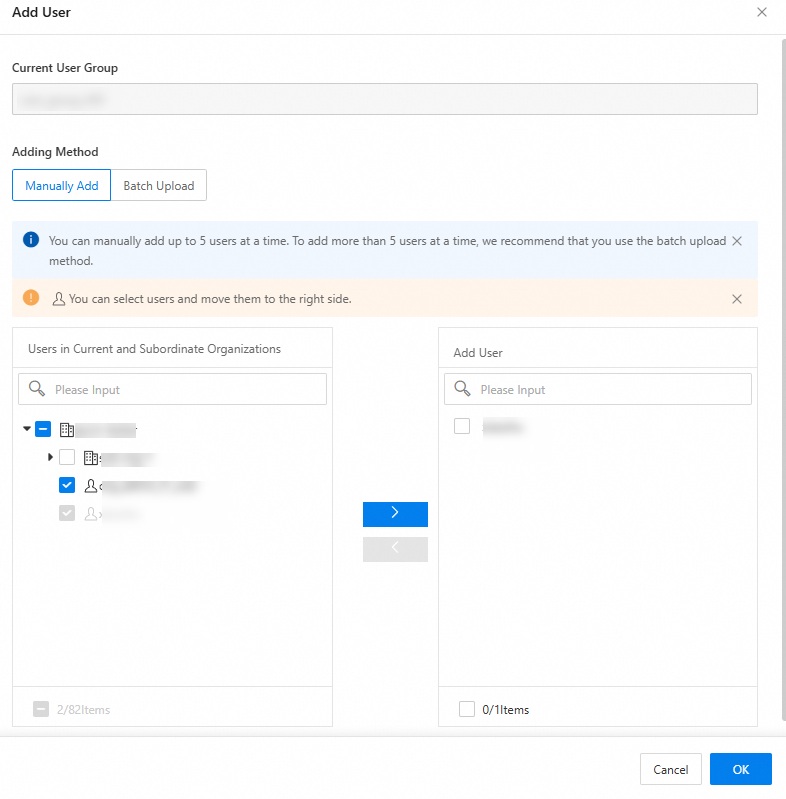 Add User
Current User Group
Adding Method
Manually Add
Batch Upload
You can manually add up to 5 users at a time. To add more than 5 users at a time, we recommend that you use the batch upload
method.
You can select users and move them to the right side.
Users in Current and Subordinate Organizations
Add User
Please Input
Please Input
2/82Items
0/1Items
Cancel
OK